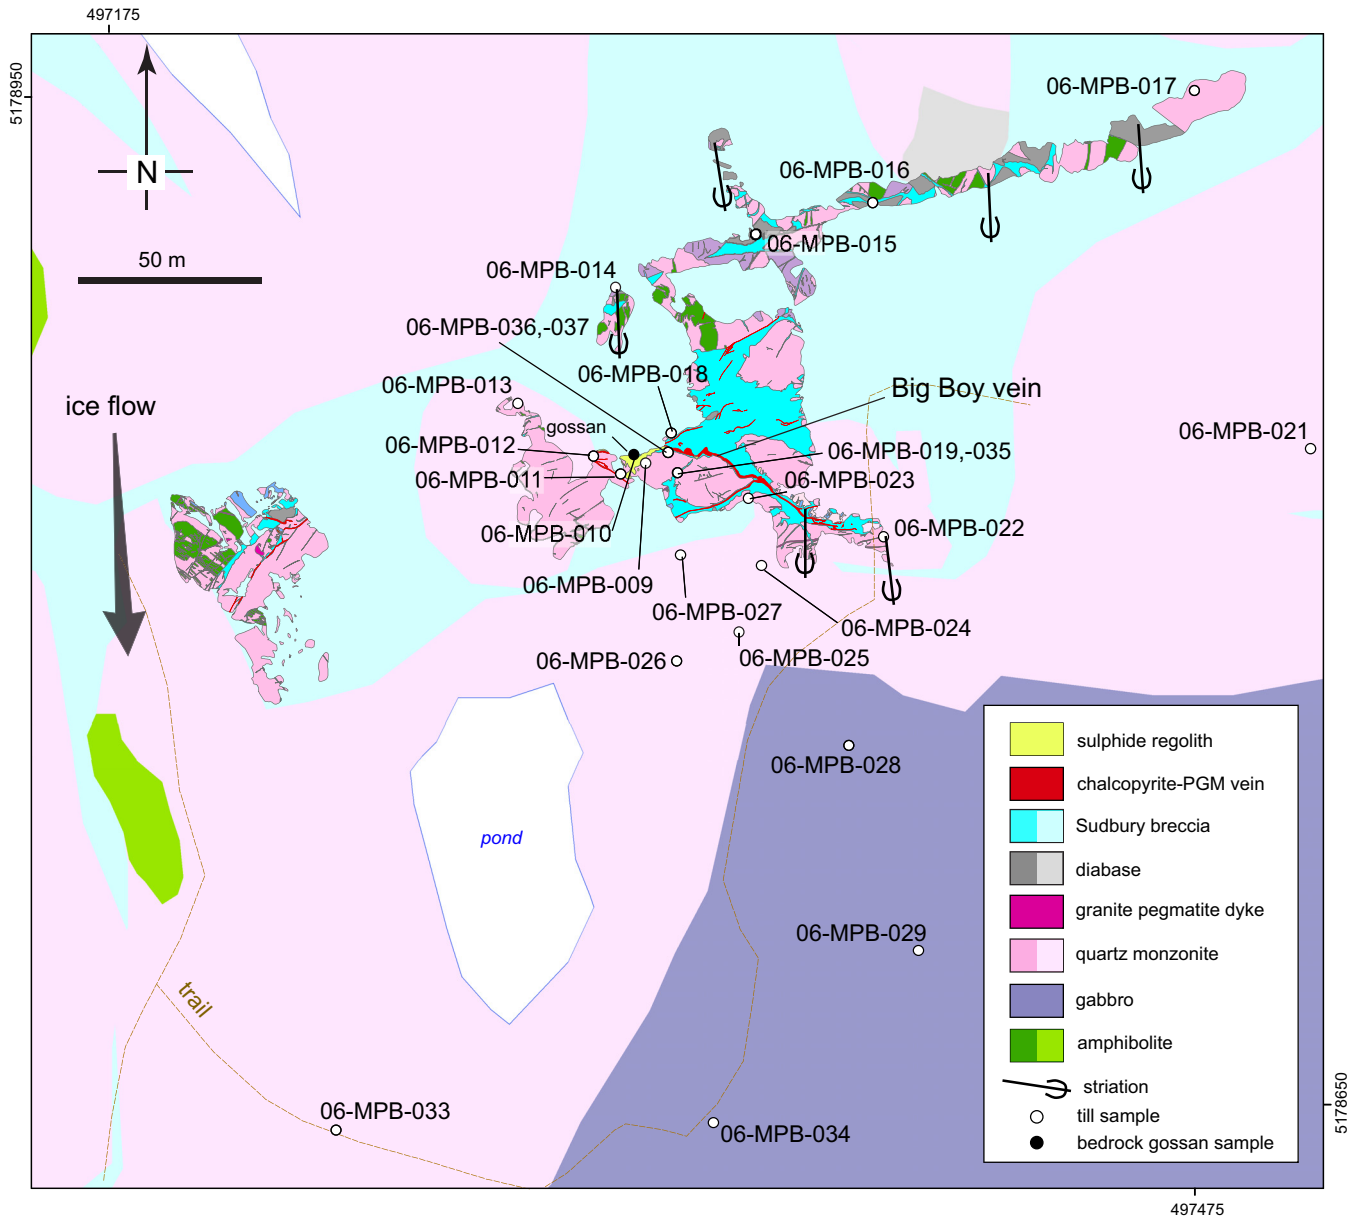 497175
5178950
N
50 m
ice flow
06-MPB-017
06-MPB-016
06-MPB-015
06-MPB-014
06-MPB-036,-037
06-MPB-018
06-MPB-013
Big Boy vein
gossan
06-MPB-012
06-MPB-021
06-MPB-019,-035
06-MPB-011
06-MPB-023
06-MPB-010
06-MPB-022
06-MPB-009
06-MPB-027
06-MPB-024
06-MPB-026
06-MPB-025
06-MPB-028
pond
06-MPB-029
trail
06-MPB-033
06-MPB-034
sulphide regolith
chalcopyrite-PGM vein
Sudbury breccia
diabase
granite pegmatite dyke
quartz monzonite
gabbro
amphibolite
striation
till sample
bedrock gossan sample
5178650
497475